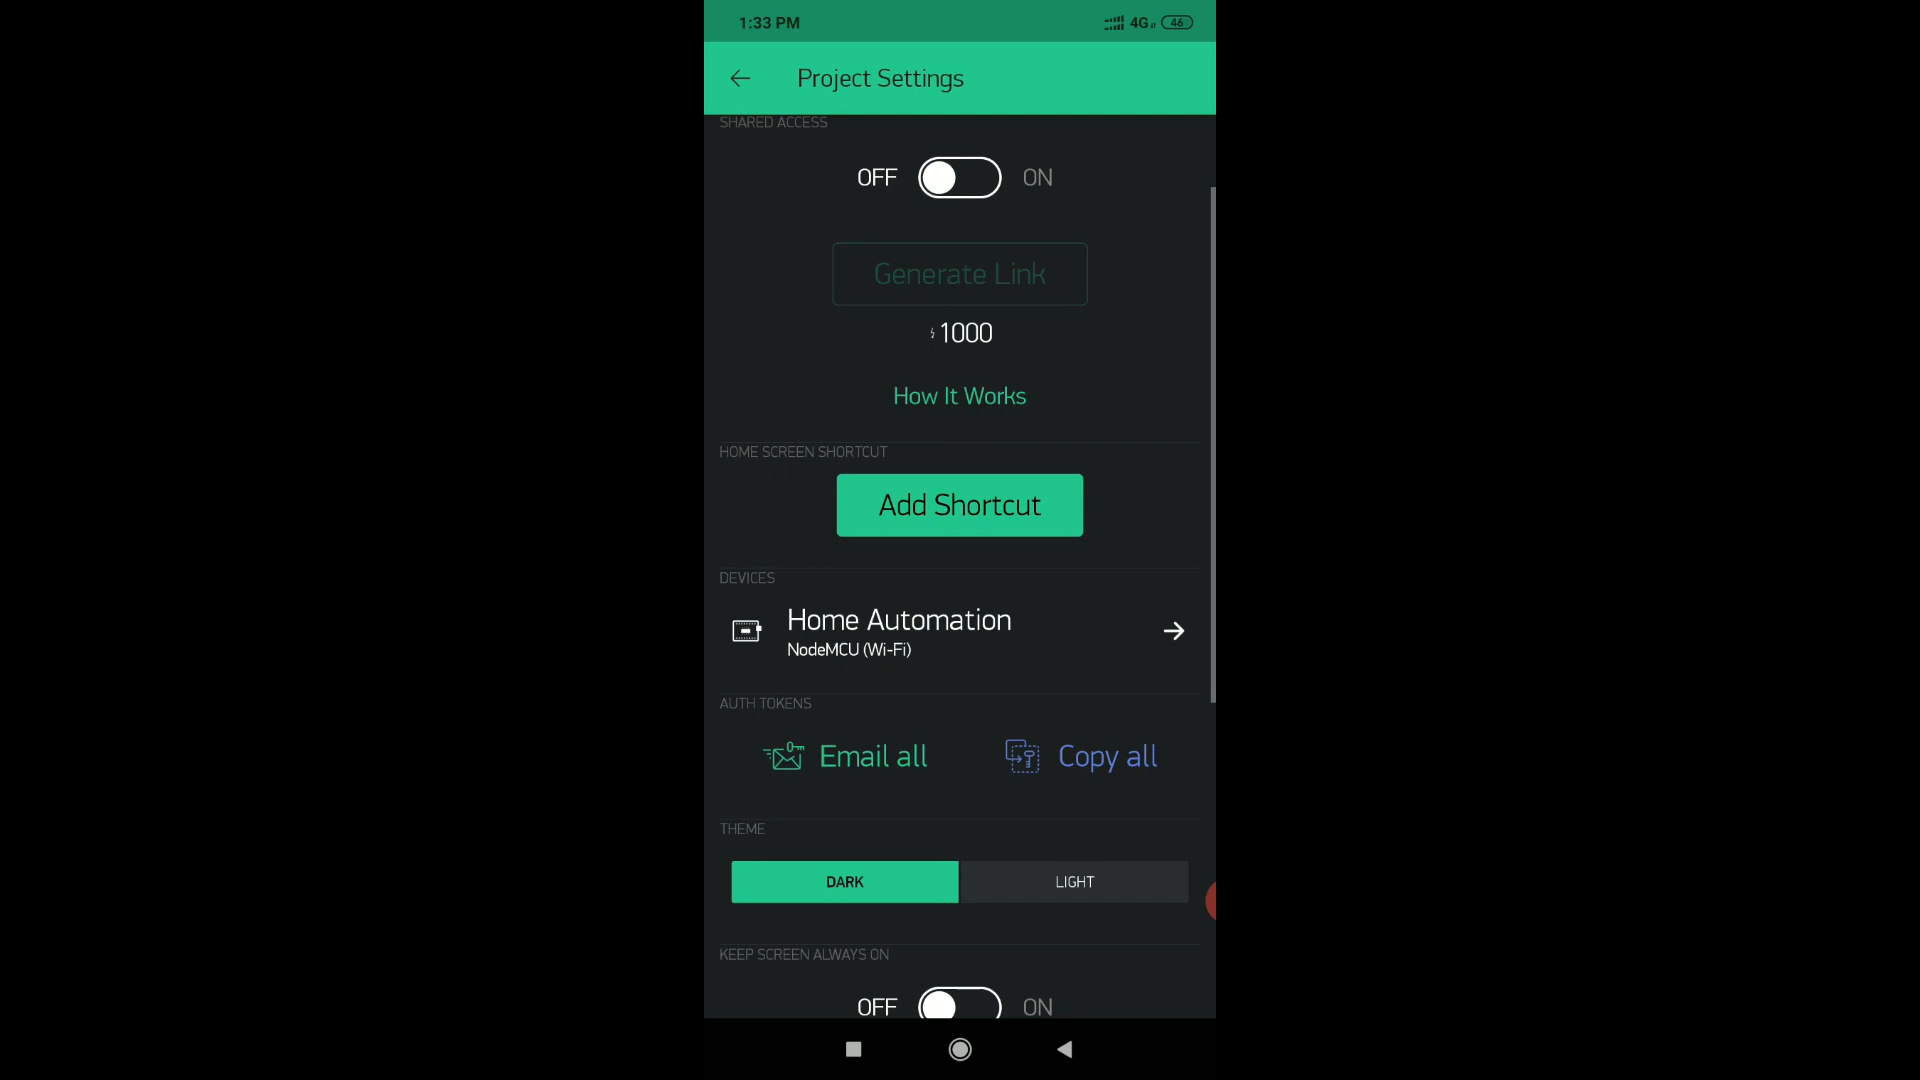 1:33 PM
4G
46
Project Settings
SHARED ACCESS
OFF ON
Generate Link
1000
How It Works
HOME SCREEN SHORTCUT
Add Shortcut
DEVICES
Home Automation
NodeMCU (Wi-Fi)
AUTH TOKENS
Email all Copy all
THEME
DARK LIGHT
KEEP SCREEN ALWAYS ON
OFF ON